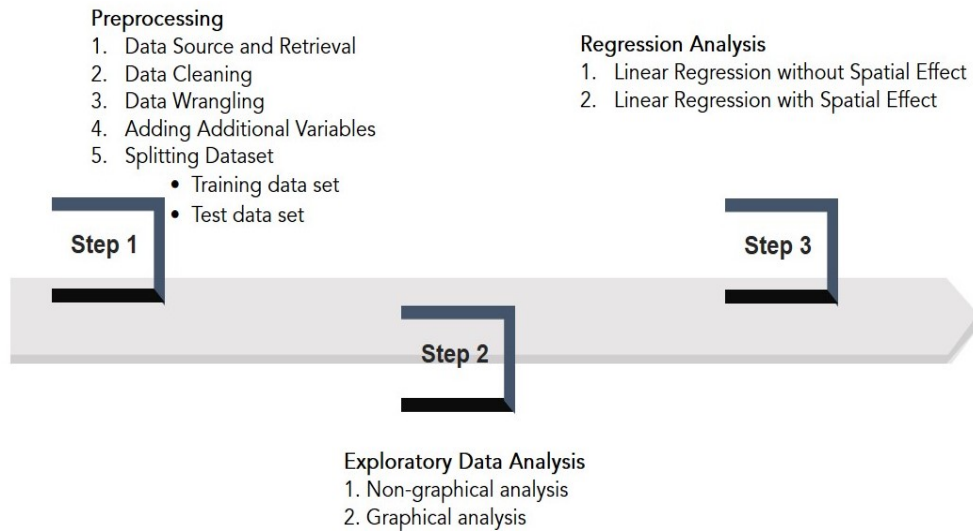 Preprocessing
1. Data Source and Retrieval
2. Data Cleaning
3. Data Wrangling
4. Adding Additional Variables
5. Splitting Dataset
• Training data set
• Test data set
Step 1
Step 2
Exploratory Data Analysis
1. Non-graphical analysis
2. Graphical analysis
Regression Analysis
1. Linear Regression without Spatial Effect
2. Linear Regression with Spatial Effect
Step 3